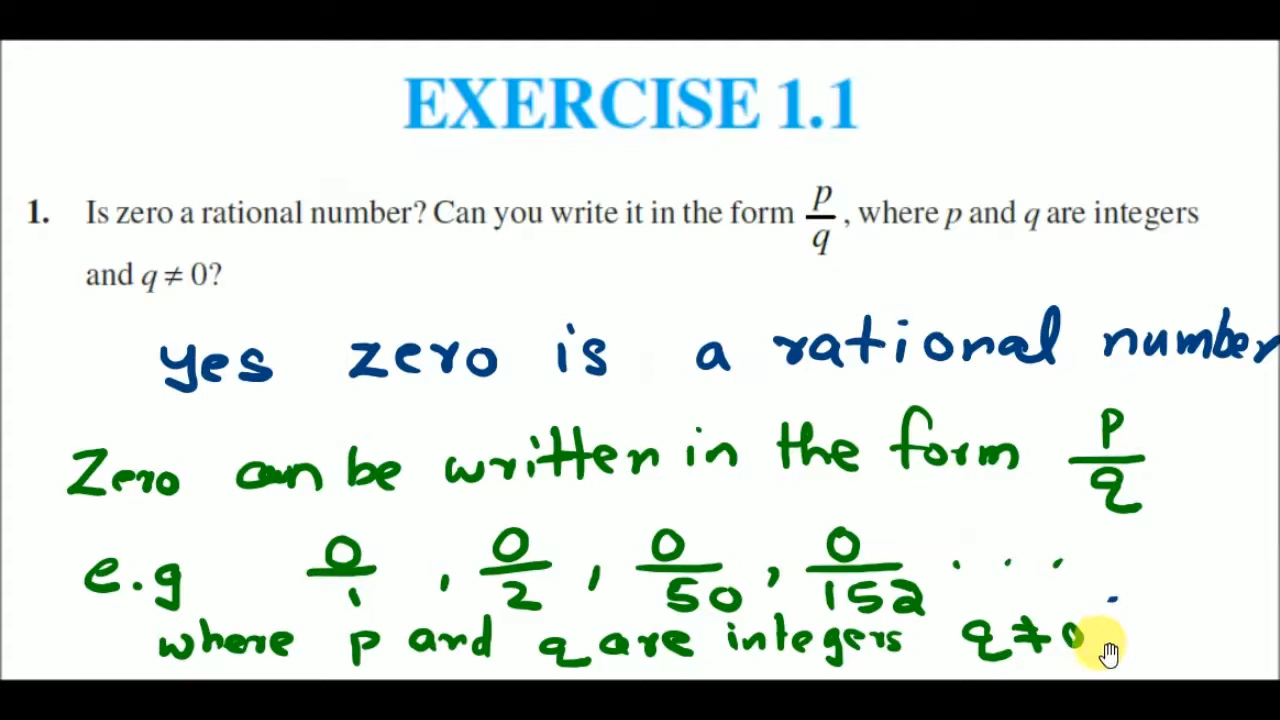 EXERCISE 1.1
1. Is zero a rational number? Can you write it in the form p/q, where p and q are integers
and q ≠ 0?
yes zero is a rational number
Zero can be written in the form p/q
e.g 0/1, 0/2, 0/50, 0/152 ....
where p and q are integers q≠0